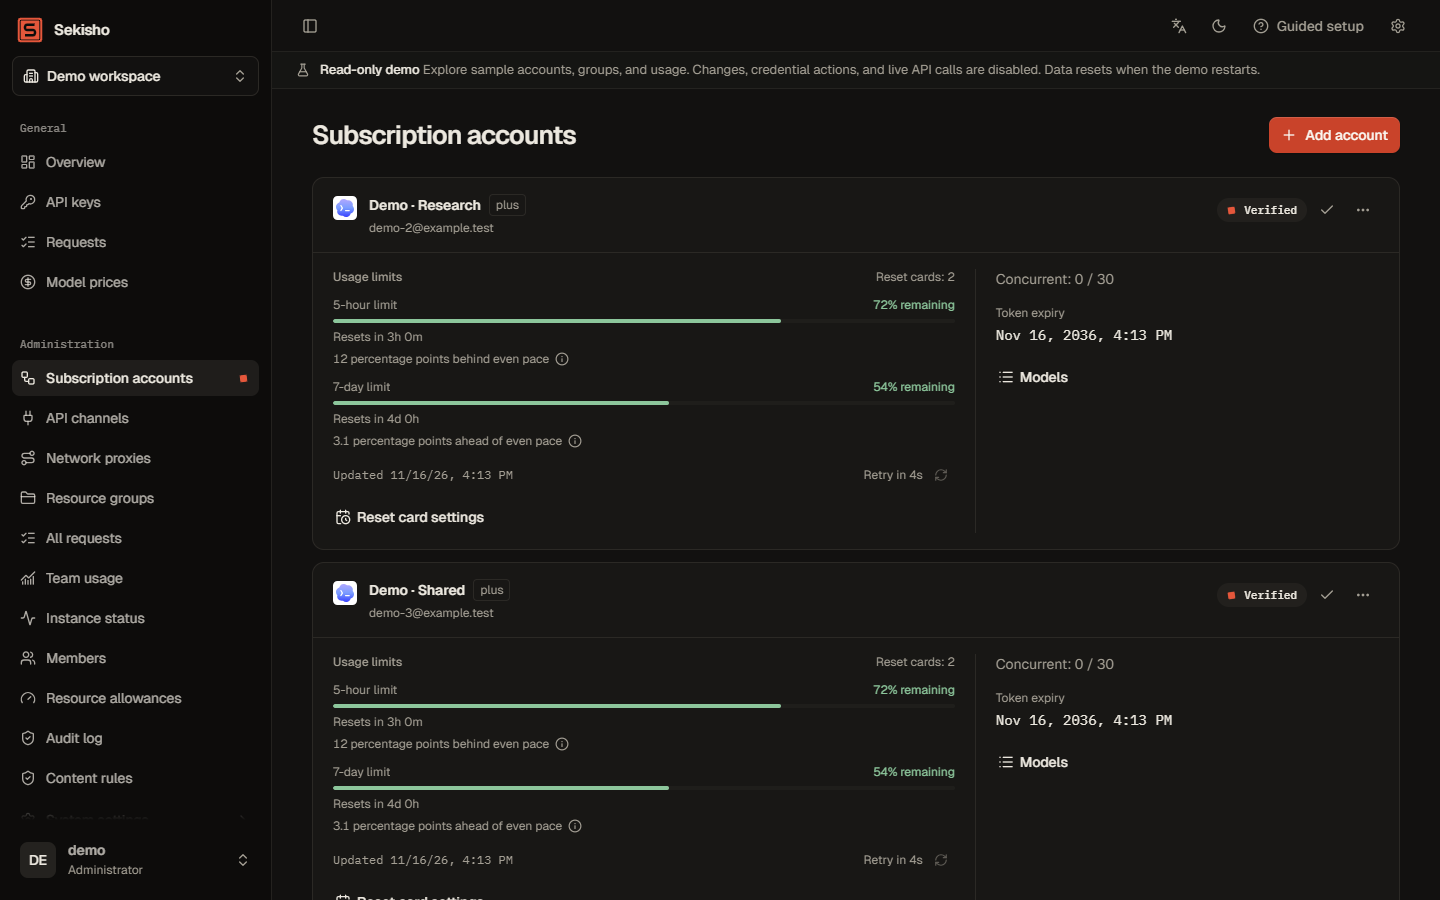 Sekisho
Demo workspace
General
Overview
API keys
Requests
Model prices
Administration
Subscription accounts
API channels
Network proxies
Resource groups
All requests
Team usage
Instance status
Members
Resource allowances
Audit log
Content rules
System settings
DE
demo
Administrator
Guided setup
Read-only demo Explore sample accounts, groups, and usage. Changes, credential actions, and live API calls are disabled. Data resets when the demo restarts.
Subscription accounts
Add account
Demo · Research plus
demo-2@example.test
Verified
Usage limits
Reset cards: 2
5-hour limit
72% remaining
Resets in 3h 0m
12 percentage points behind even pace
7-day limit
54% remaining
Resets in 4d 0h
3.1 percentage points ahead of even pace
Updated 11/16/26, 4:13 PM
Retry in 4s
Reset card settings
Concurrent: 0 / 30
Token expiry
Nov 16, 2036, 4:13 PM
Models
Demo · Shared plus
demo-3@example.test
Verified
Usage limits
Reset cards: 2
5-hour limit
72% remaining
Resets in 3h 0m
12 percentage points behind even pace
7-day limit
54% remaining
Resets in 4d 0h
3.1 percentage points ahead of even pace
Updated 11/16/26, 4:13 PM
Retry in 4s
Reset card settings
Concurrent: 0 / 30
Token expiry
Nov 16, 2036, 4:13 PM
Models